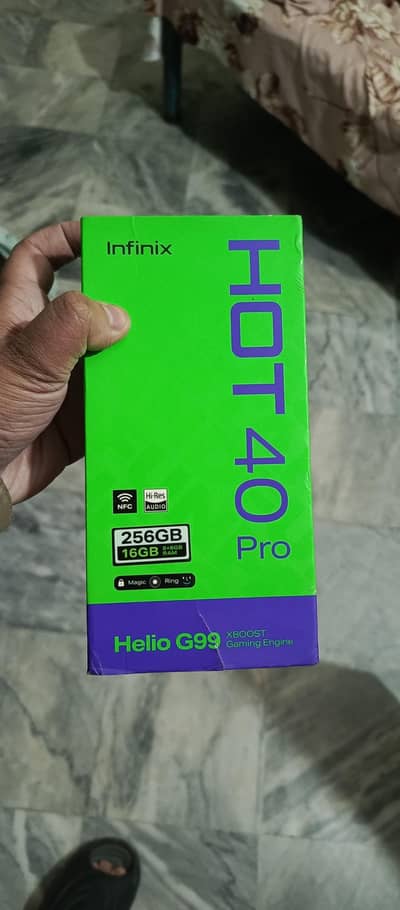 Infinix
HOT 40
Pro
NFC
Hi-Res
AUDIO
256GB
16GB 8+8GB
RAM
Magic Ring
Helio G99 XBOOST
Gaming Engine